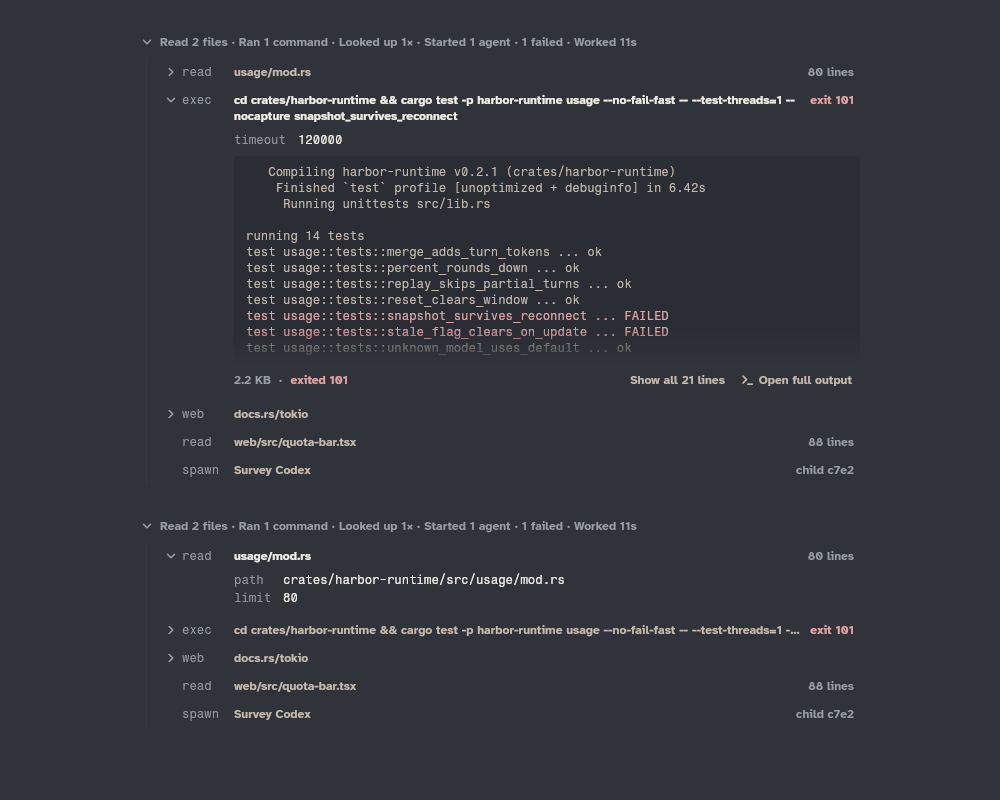 Read 2 files · Ran 1 command · Looked up 1× · Started 1 agent · 1 failed · Worked 11s
read usage/mod.rs 80 lines
exec cd crates/harbor-runtime && cargo test -p harbor-runtime usage --no-fail-fast -- --test-threads=1 -- exit 101
nocapture snapshot_survives_reconnect
timeout 120000
Compiling harbor-runtime v0.2.1 (crates/harbor-runtime)
Finished `test` profile [unoptimized + debuginfo] in 6.42s
Running unittests src/lib.rs
running 14 tests
test usage::tests::merge_adds_turn_tokens ... ok
test usage::tests::percent_rounds_down ... ok
test usage::tests::replay_skips_partial_turns ... ok
test usage::tests::reset_clears_window ... ok
test usage::tests::snapshot_survives_reconnect ... FAILED
test usage::tests::stale_flag_clears_on_update ... FAILED
test usage::tests::unknown_model_uses_default ... ok
2.2 KB · exited 101 Show all 21 lines Open full output
web docs.rs/tokio
read web/src/quota-bar.tsx 88 lines
spawn Survey Codex child c7e2
Read 2 files · Ran 1 command · Looked up 1× · Started 1 agent · 1 failed · Worked 11s
read usage/mod.rs 80 lines
path crates/harbor-runtime/src/usage/mod.rs
limit 80
exec cd crates/harbor-runtime && cargo test -p harbor-runtime usage --no-fail-fast -- --test-threads=1 -... exit 101
web docs.rs/tokio
read web/src/quota-bar.tsx 88 lines
spawn Survey Codex child c7e2